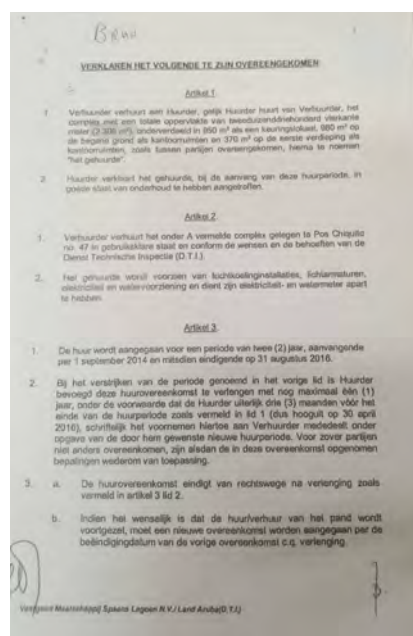 Bruu
VERKLAREN HET VOLGENDE TE ZIJN OVEREENGEKOMEN
Artikel 1.
1. Verhuurder verhuurt aan Huurder, gelijk Huurder huurt van Verhuurder, het
complex met een totale oppervlakte van tweeduizenddriehonderd vierkante
meter (2.300 m²), onderverdeeld in 950 m² als een keuringslokaal, 980 m² op
de begane grond als kantoorruimten en 370 m² op de eerste verdieping als
kantoorruimten, zoals tussen partijen overeengekomen, hierna te noemen
"het gehuurde".
2. Huurder verklaart het gehuurde, bij de aanvang van deze huurperiode, in
goede staat van onderhoud te hebben aangetroffen.
Artikel 2.
1. Verhuurder verhuurt het onder A vermelde complex gelegen te Pos Chiquito
no. 47 in gebruiksklare staat en conform de wensen en de behoeften van de
Dienst Technische Inspectie (D.T.I.)
2. Het gehuurde wordt voorzien van luchtkoelinginstallaties, lichtarmaturen,
elektriciteit en watervoorziening en dient zijn elektriciteit- en watermeter apart
te hebben.
Artikel 3.
1. De huur wordt aangegaan voor een periode van twee (2) jaar, aanvangende
per 1 september 2014 en mitsdien eindigende op 31 augustus 2016.
2. Bij het verstrijken van de periode genoemd in het vorige lid is Huurder
bevoegd deze huurovereenkomst te verlengen met nog maximaal één (1)
jaar, onder de voorwaarde dat de Huurder uiterlijk drie (3) maanden vóór het
einde van de huurperiode zoals vermeld in lid 1 (dus hooguit op 30 april
2016), schriftelijk het voornemen hiertoe aan Verhuurder mededeelt onder
opgave van de door hem gewenste nieuwe huurperiode. Voor zover partijen
niet anders overeenkomen, zijn alsdan de in deze overeenkomst opgenomen
bepalingen wederom van toepassing.
3. a. De huurovereenkomst eindigt van rechtswege na verlenging zoals
vermeld in artikel 3 lid 2.
b. Indien het wenselijk is dat de huur/verhuur van het pand wordt
voortgezet, moet een nieuwe overeenkomst worden aangegaan per de
beëindigingdatum van de vorige overeenkomst c.q. verlenging.
Maatschappij Spaans Lagoen N.V./ Land Aruba(D.T.I.)